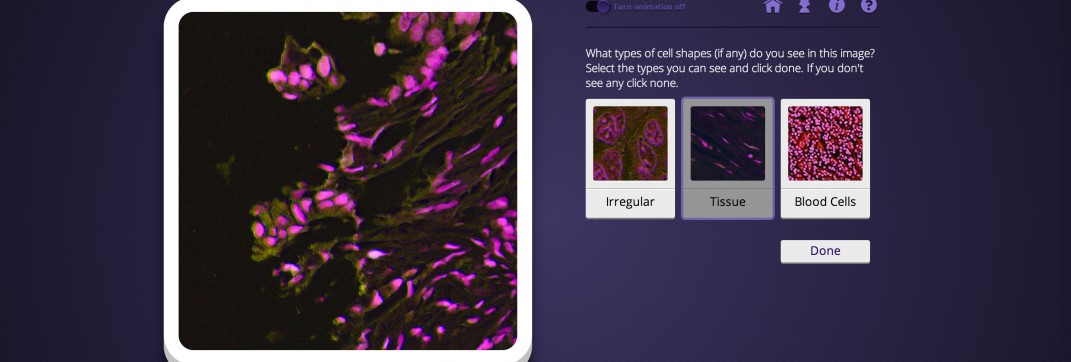 Turn animation off
What types of cell shapes (if any) do you see in this image?
Select the types you can see and click done. If you don't
see any click none.
Irregular
Tissue
Blood Cells
Done